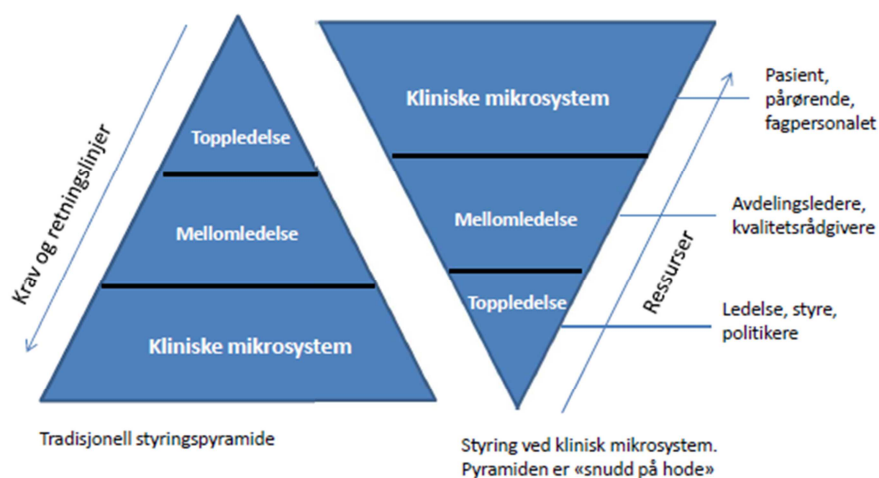 Krav og retningslinjer
Toppledelse
Mellomledelse
Kliniske mikrosystem
Tradisjonell styringspyramide
Kliniske mikrosystem
Mellomledelse
Toppledelse
Ressurser
Pasient,
pårørende,
fagpersonalet
Avdelingsledere,
kvalitetsrådgivere
Ledelse, styre,
politikere
Styring ved klinisk mikrosystem.
Pyramiden er «snudd på hode»